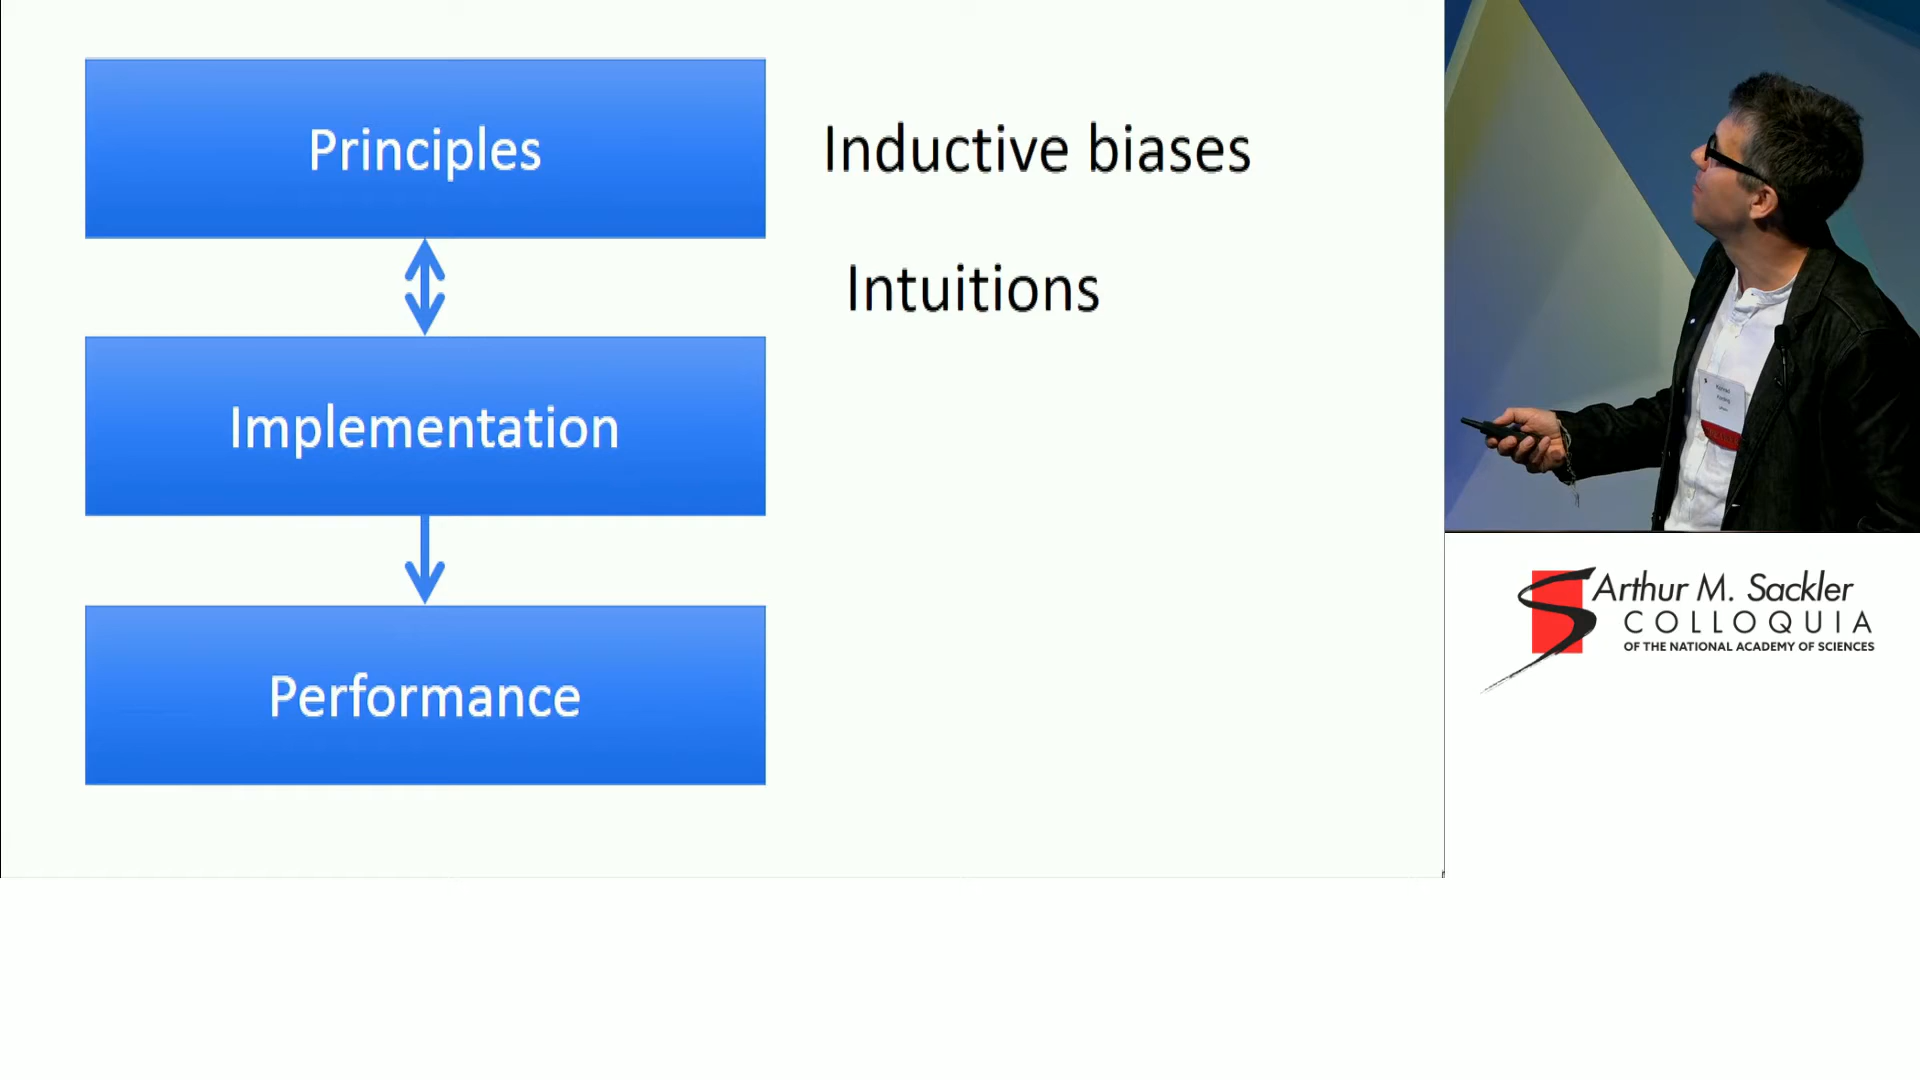 Principles
Inductive biases
Intuitions
Implementation
Performance
Arthur M. Sackler
COLLOQUIA
OF THE NATIONAL ACADEMY OF SCIENCES